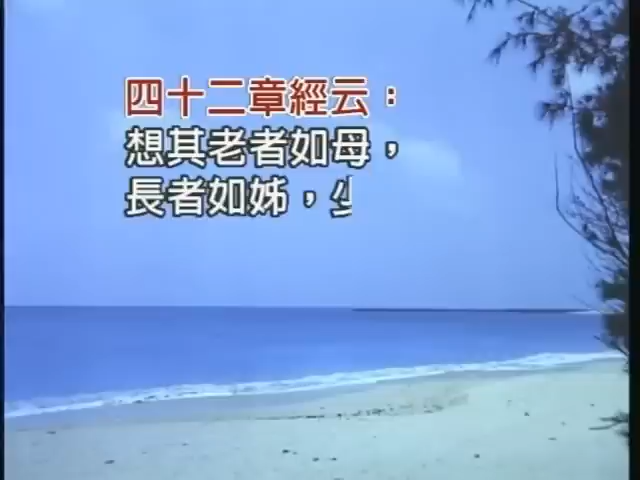 四十二章經云：
想其老者如母，
長者如姊，